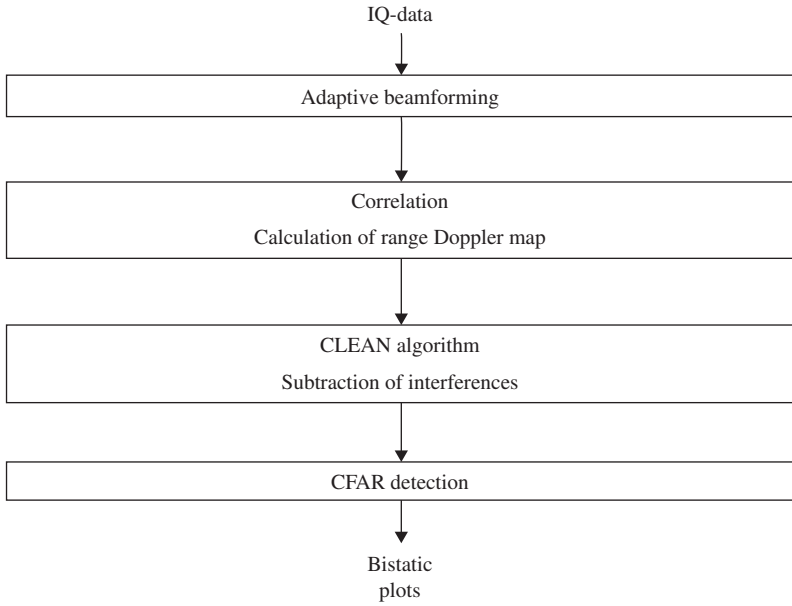 IQ-data
Adaptive beamforming
Correlation
Calculation of range Doppler map
CLEAN algorithm
Subtraction of interferences
CFAR detection
Bistatic
plots